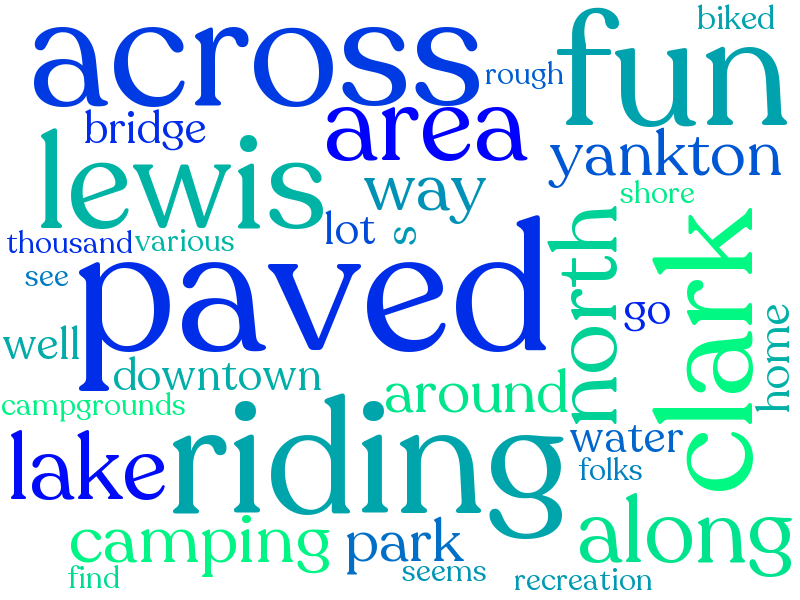 biked
across
fun
rough
bridge
area
yankton
lewis
way
shore
lot
s
thousand
various
north
clark
see
paved
go
well
home
downtown
around
campgrounds
riding
water
lake
folks
along
camping
park
seems
find
recreation